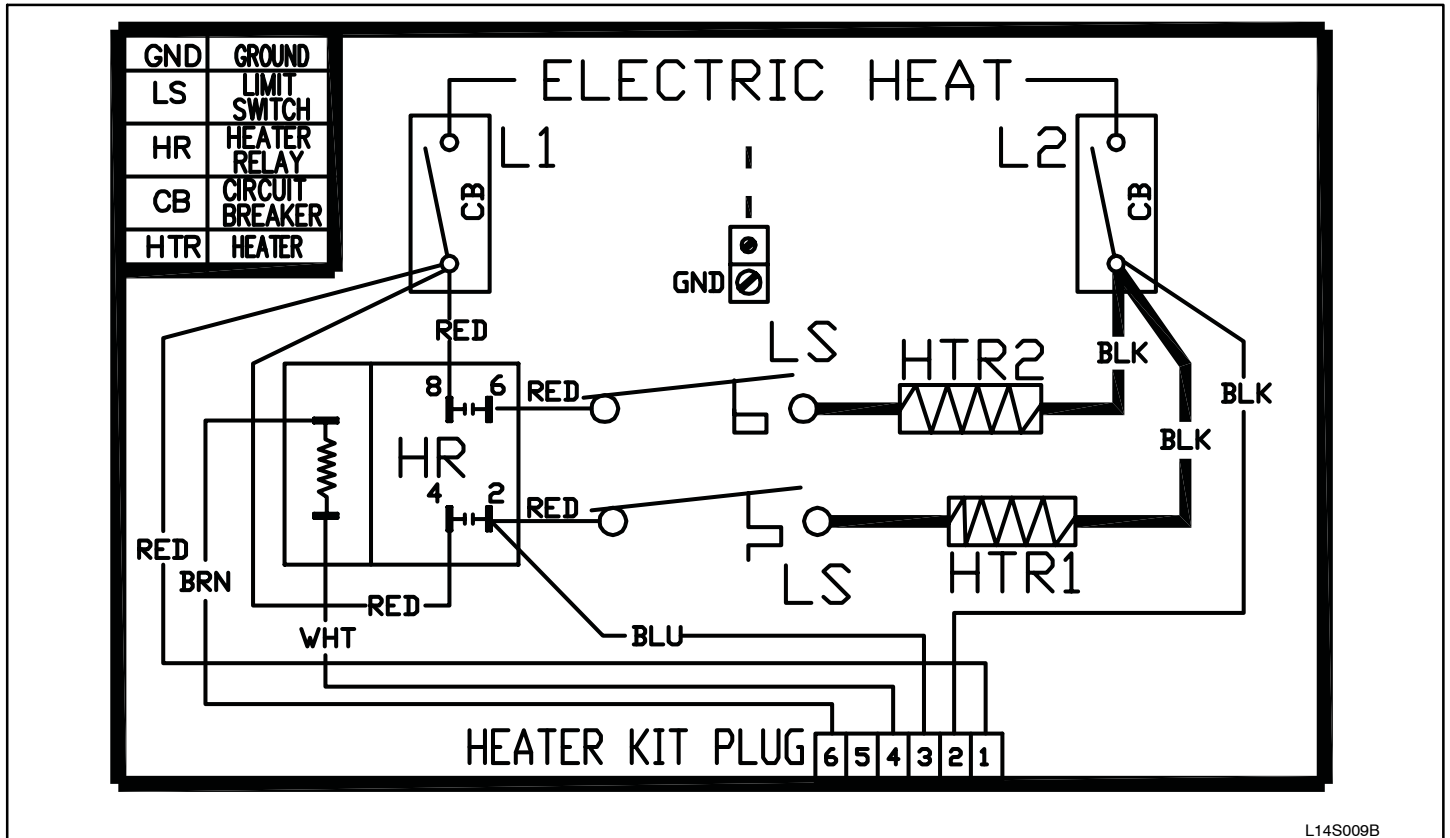 GND GROUND
LS LIMIT SWITCH
HR HEATER RELAY
CB CIRCUIT BREAKER
HTR HEATER
ELECTRIC HEAT
L1
L2
CB
CB
GND
RED
LS
HTR2
BLK
BLK
8 6
RED
HR
BLK
4 2
RED
RED
BRN
LS
HTR1
RED
WHT
BLU
HEATER KIT PLUG 6 5 4 3 2 1
L14S009B